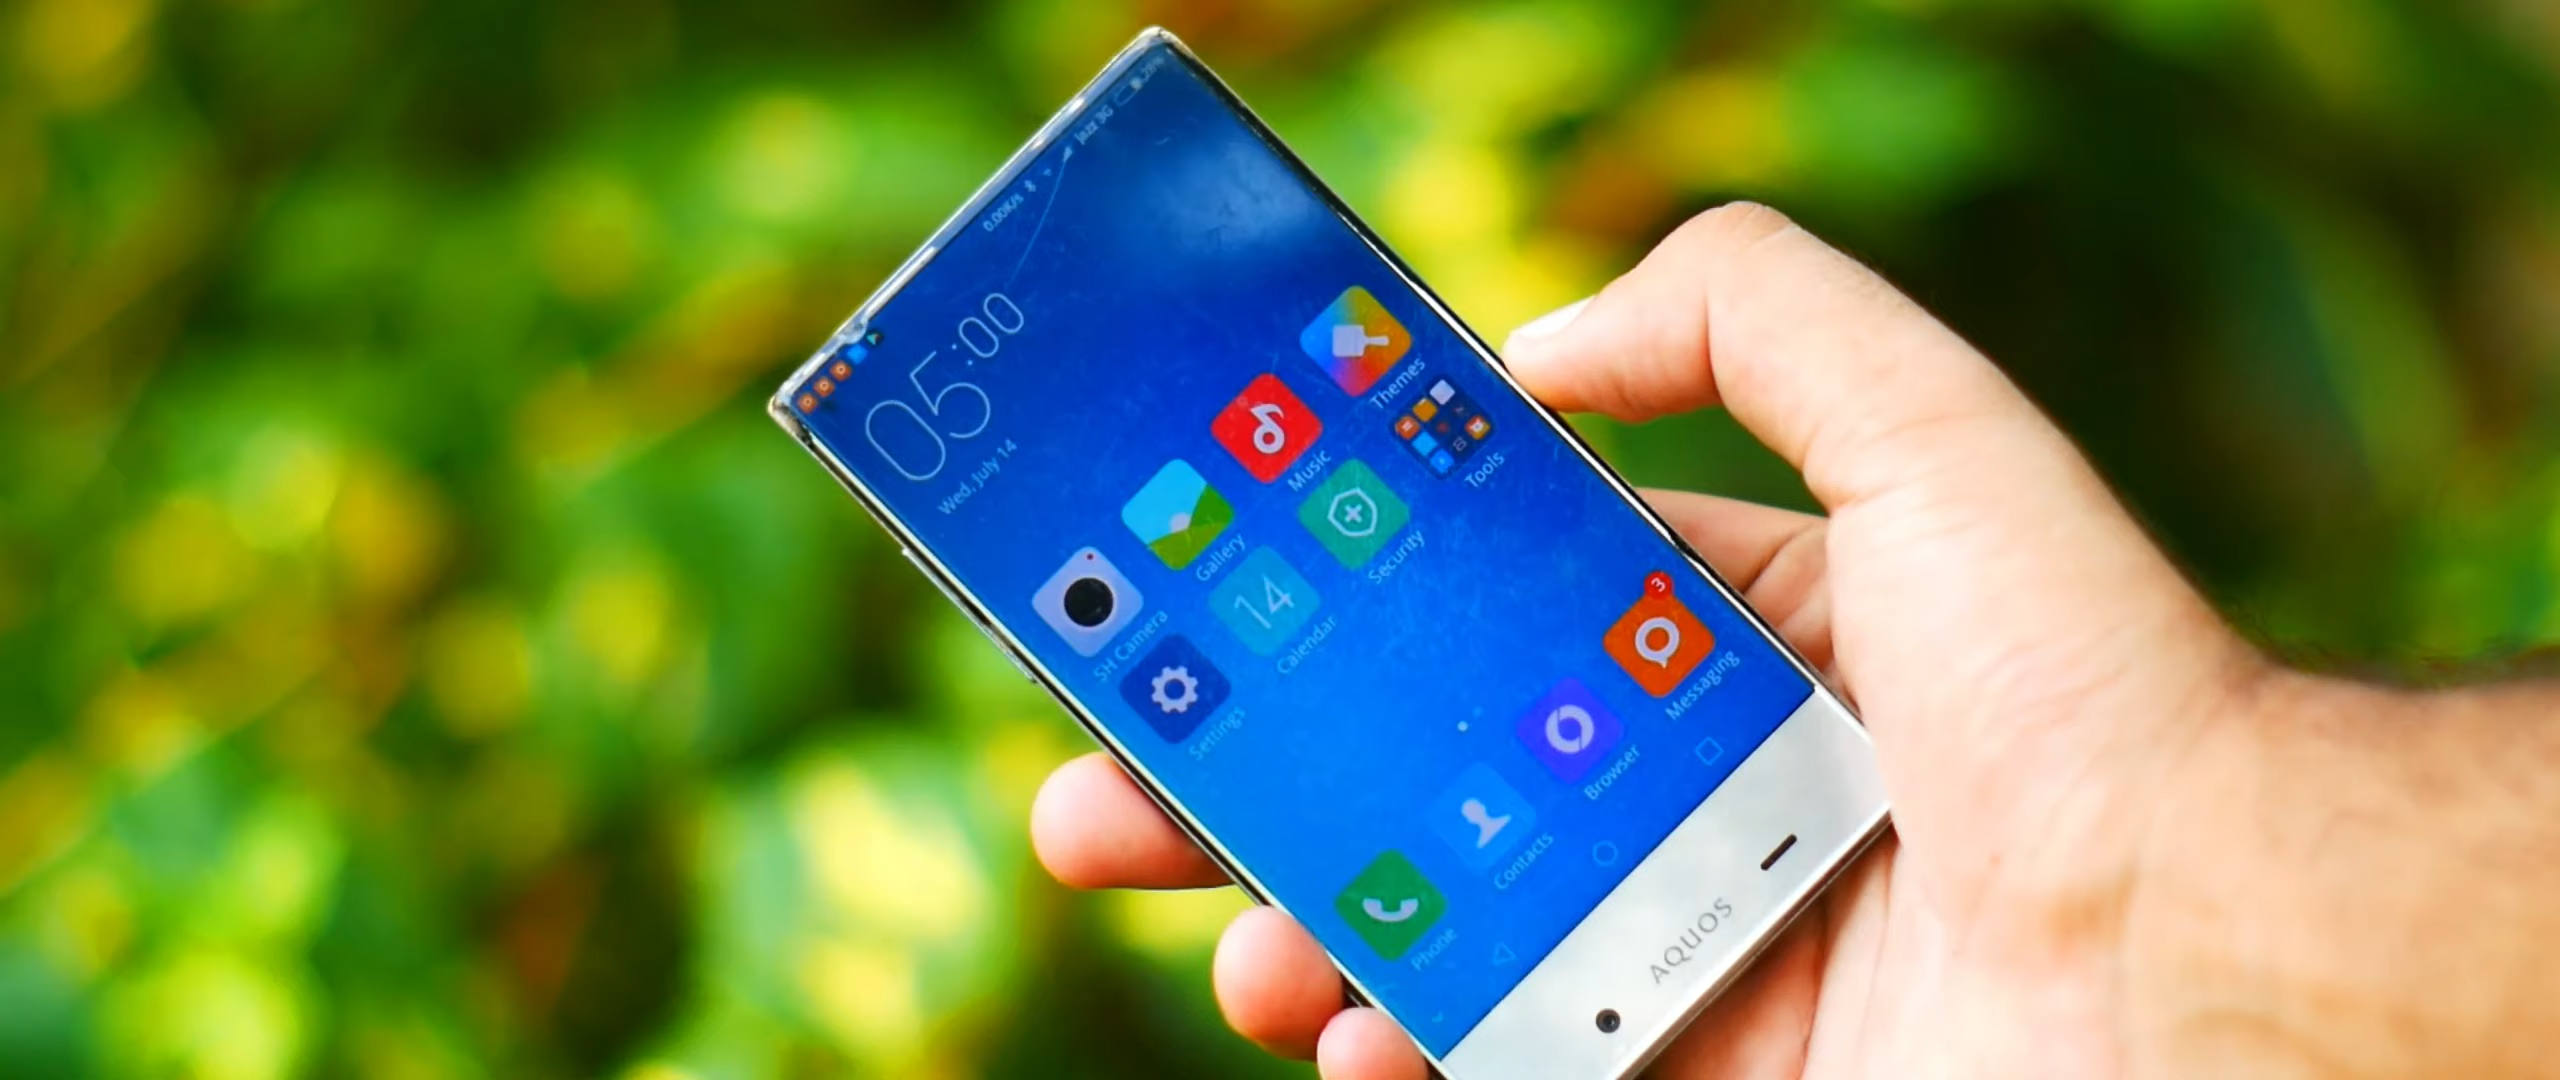 0.00K/s
Jazz 3G
28%
05:00
Wed, July 14
SH Camera
Gallery
Music
Themes
Settings
14
Calendar
Security
Tools
3
Phone
Contacts
Browser
Messaging
AQUOS